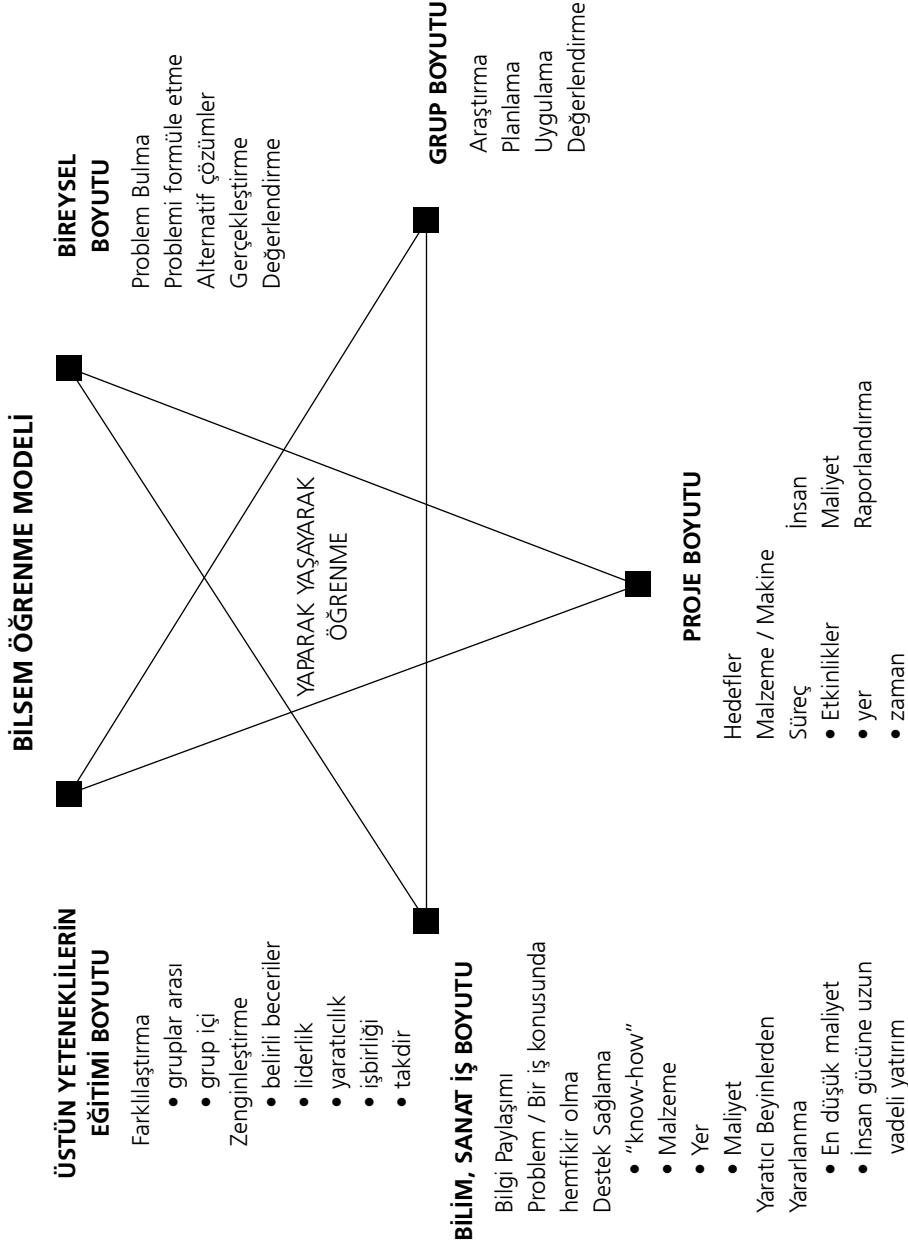 BİLSEM ÖĞRENME MODELİ
ÜSTÜN YETENEKLİLERİN
EĞİTİMİ BOYUTU
Farklılaştırma
• gruplar arası
• grup içi
Zenginleştirme
• belirli beceriler
• liderlik
• yaratıcılık
• işbirliği
• takdir
BİREYSEL
BOYUTU
Problem Bulma
Problemi formüle etme
Alternatif çözümler
Gerçekleştirme
Değerlendirme
YAPARAK YAŞAYARAK
ÖĞRENME
BİLİM, SANAT İŞ BOYUTU
Bilgi Paylaşımı
Problem / Bir iş konusunda
hemfikir olma
Destek Sağlama
• “know-how”
• Malzeme
• Yer
• Maliyet
Yaratıcı Beyinlerden
Yararlanma
• En düşük maliyet
• İnsan gücüne uzun
vadeli yatırım
GRUP BOYUTU
Araştırma
Planlama
Uygulama
Değerlendirme
PROJE BOYUTU
Hedefler
Malzeme / Makine
Süreç
• Etkinlikler
• yer
• zaman
İnsan
Maliyet
Raporlandırma